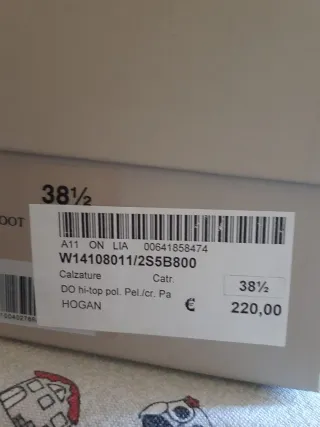 38½
OOT
A11 ON LIA 00641858474
W14108011/2S5B800
Calzature Catr. 38½
DO hi-top pol. Pel./cr. Pa
HOGAN € 220,00